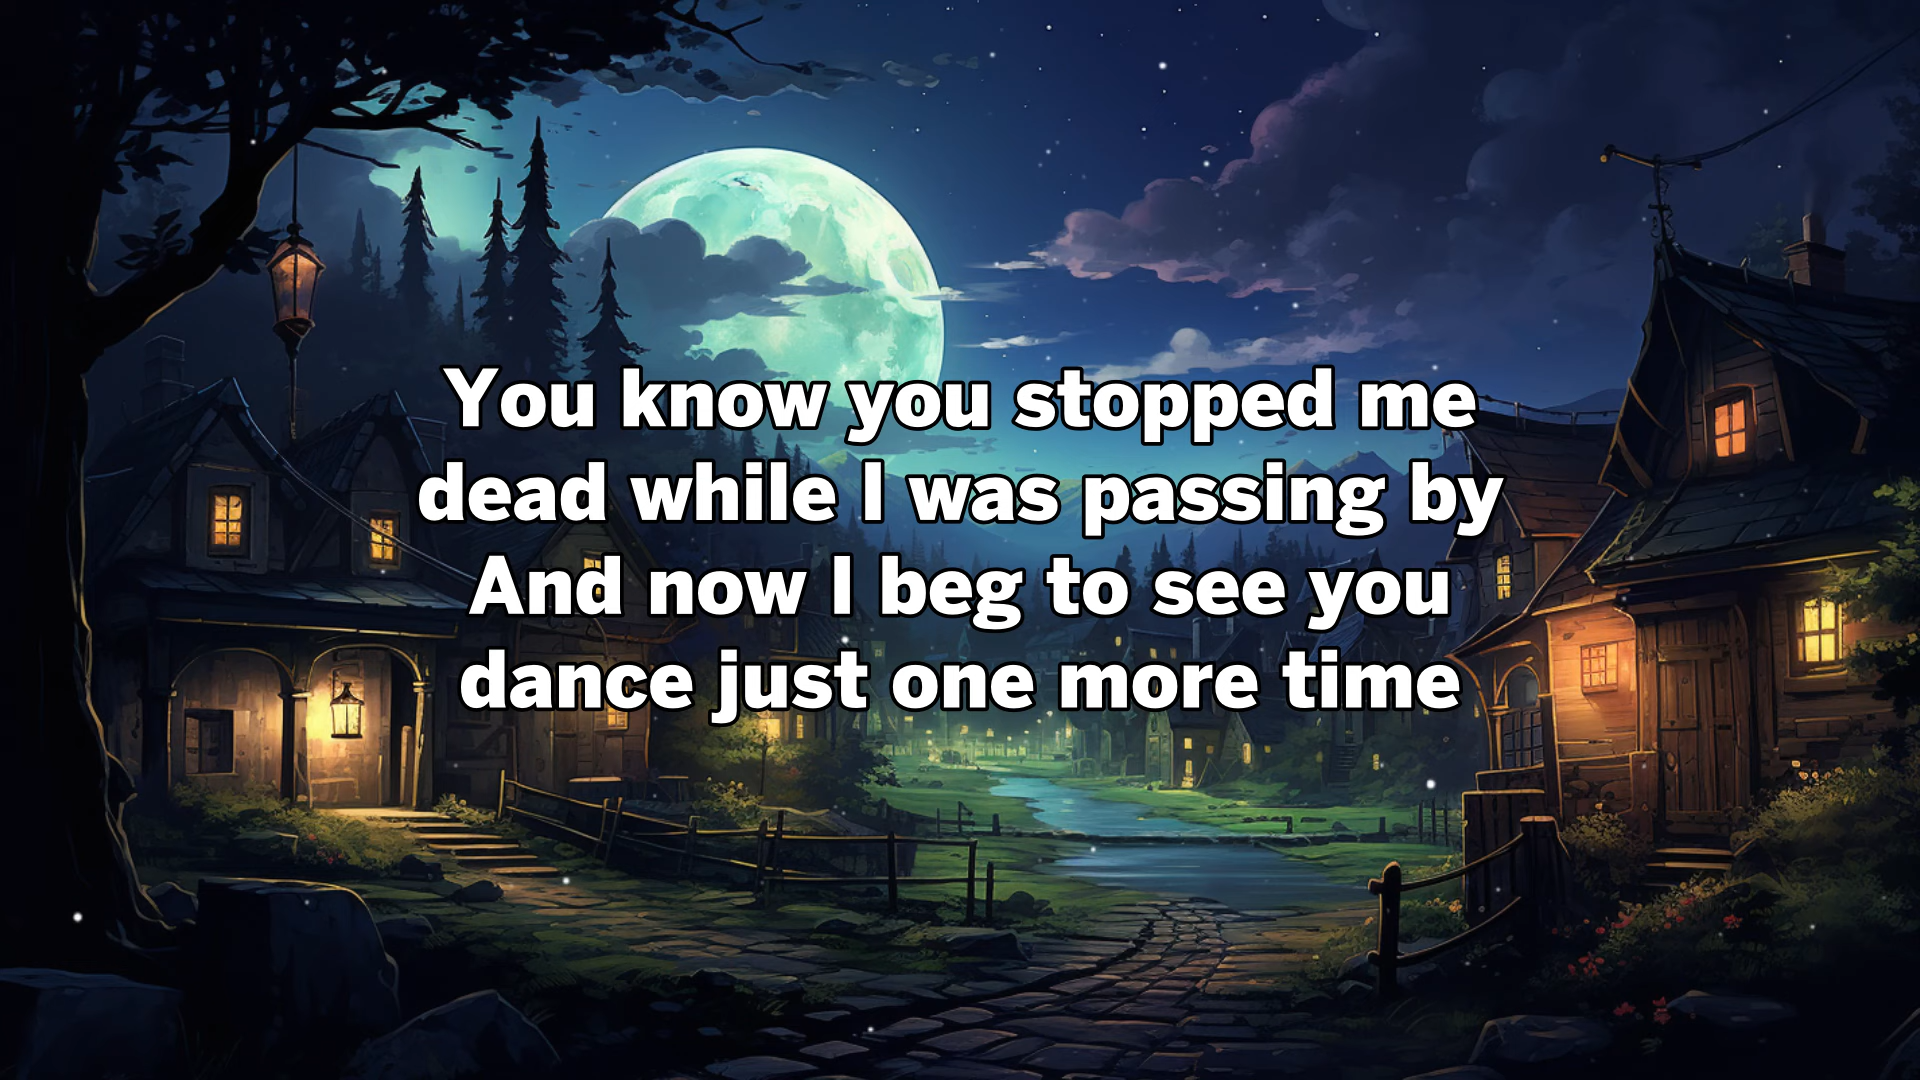 You know you stopped me
dead while I was passing by
And now I beg to see you
dance just one more time